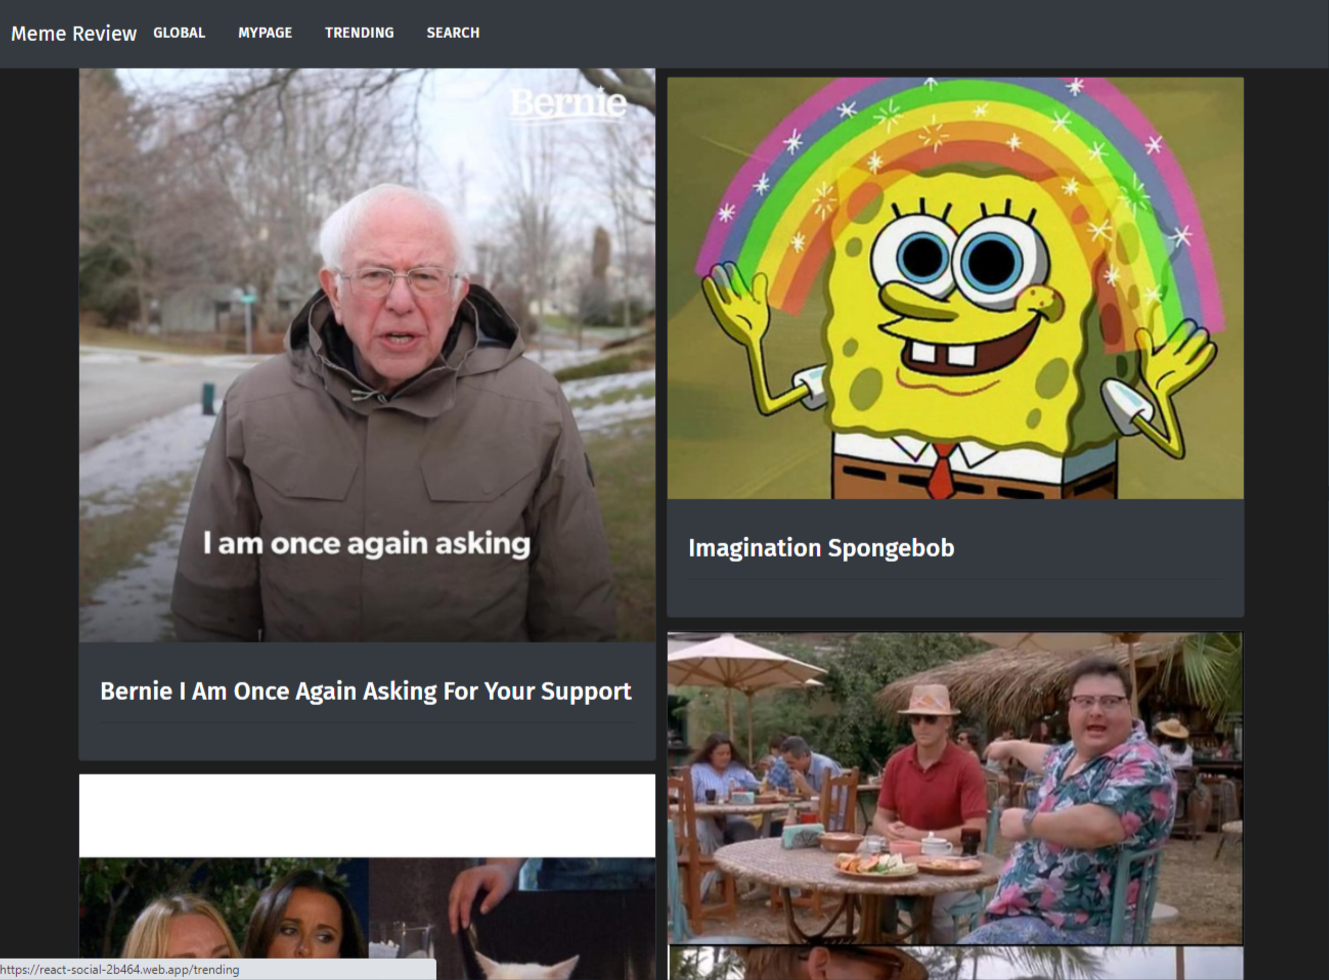 Meme Review GLOBAL MYPAGE TRENDING SEARCH
Bernie
I am once again asking
Bernie I Am Once Again Asking For Your Support
Imagination Spongebob
https://react-social-2b464.web.app/trending